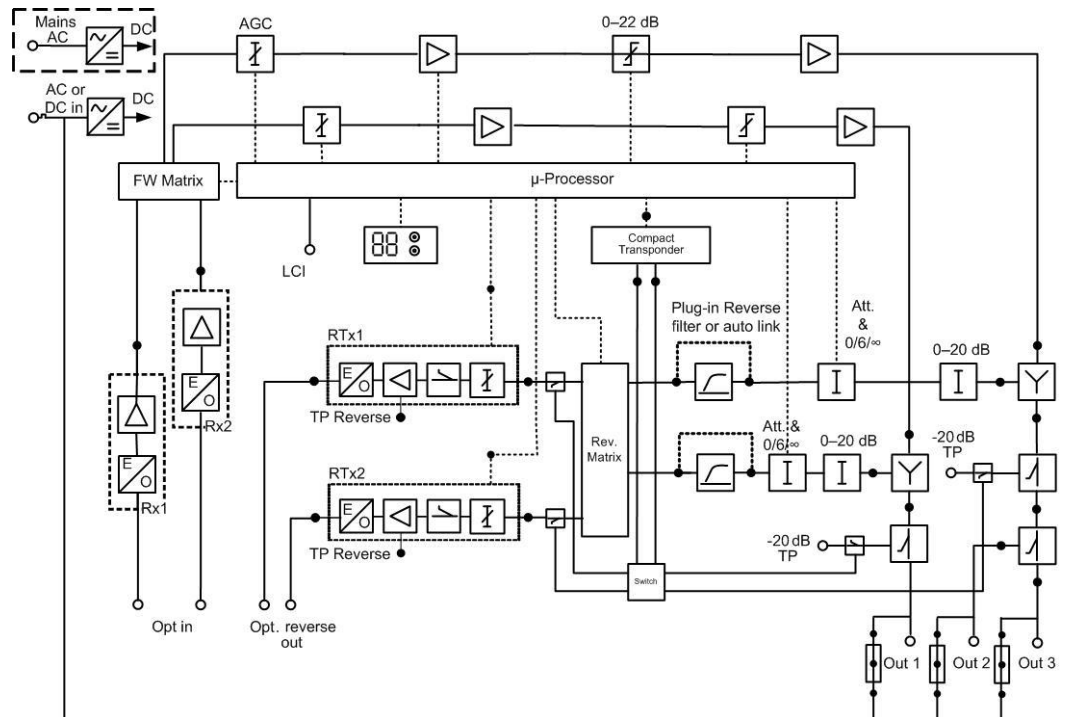 Mains
AC
DC
AGC
0–22 dB
AC or
DC in
DC
FW Matrix
μ-Processor
88
LCI
Compact
Transponder
Plug-in Reverse
filter or auto link
Att.
&
0/6/∞
0–20 dB
RTx1
E
O
TP Reverse
Rx2
E
O
Rev.
Matrix
Att. &
0/6/∞
0–20 dB
-20 dB
TP
Rx1
E
O
RTx2
E
O
TP Reverse
-20 dB
TP
Switch
Opt in
Opt. reverse
out
Out 1
Out 2
Out 3